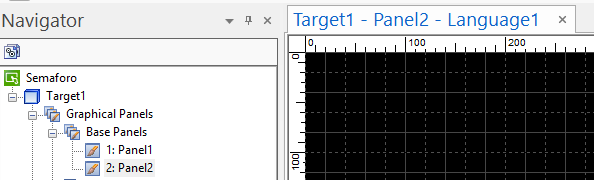 Navigator
Target1 - Panel2 - Language1
Semaforo
Target1
Graphical Panels
Base Panels
1: Panel1
2: Panel2
0 100 200
0
100